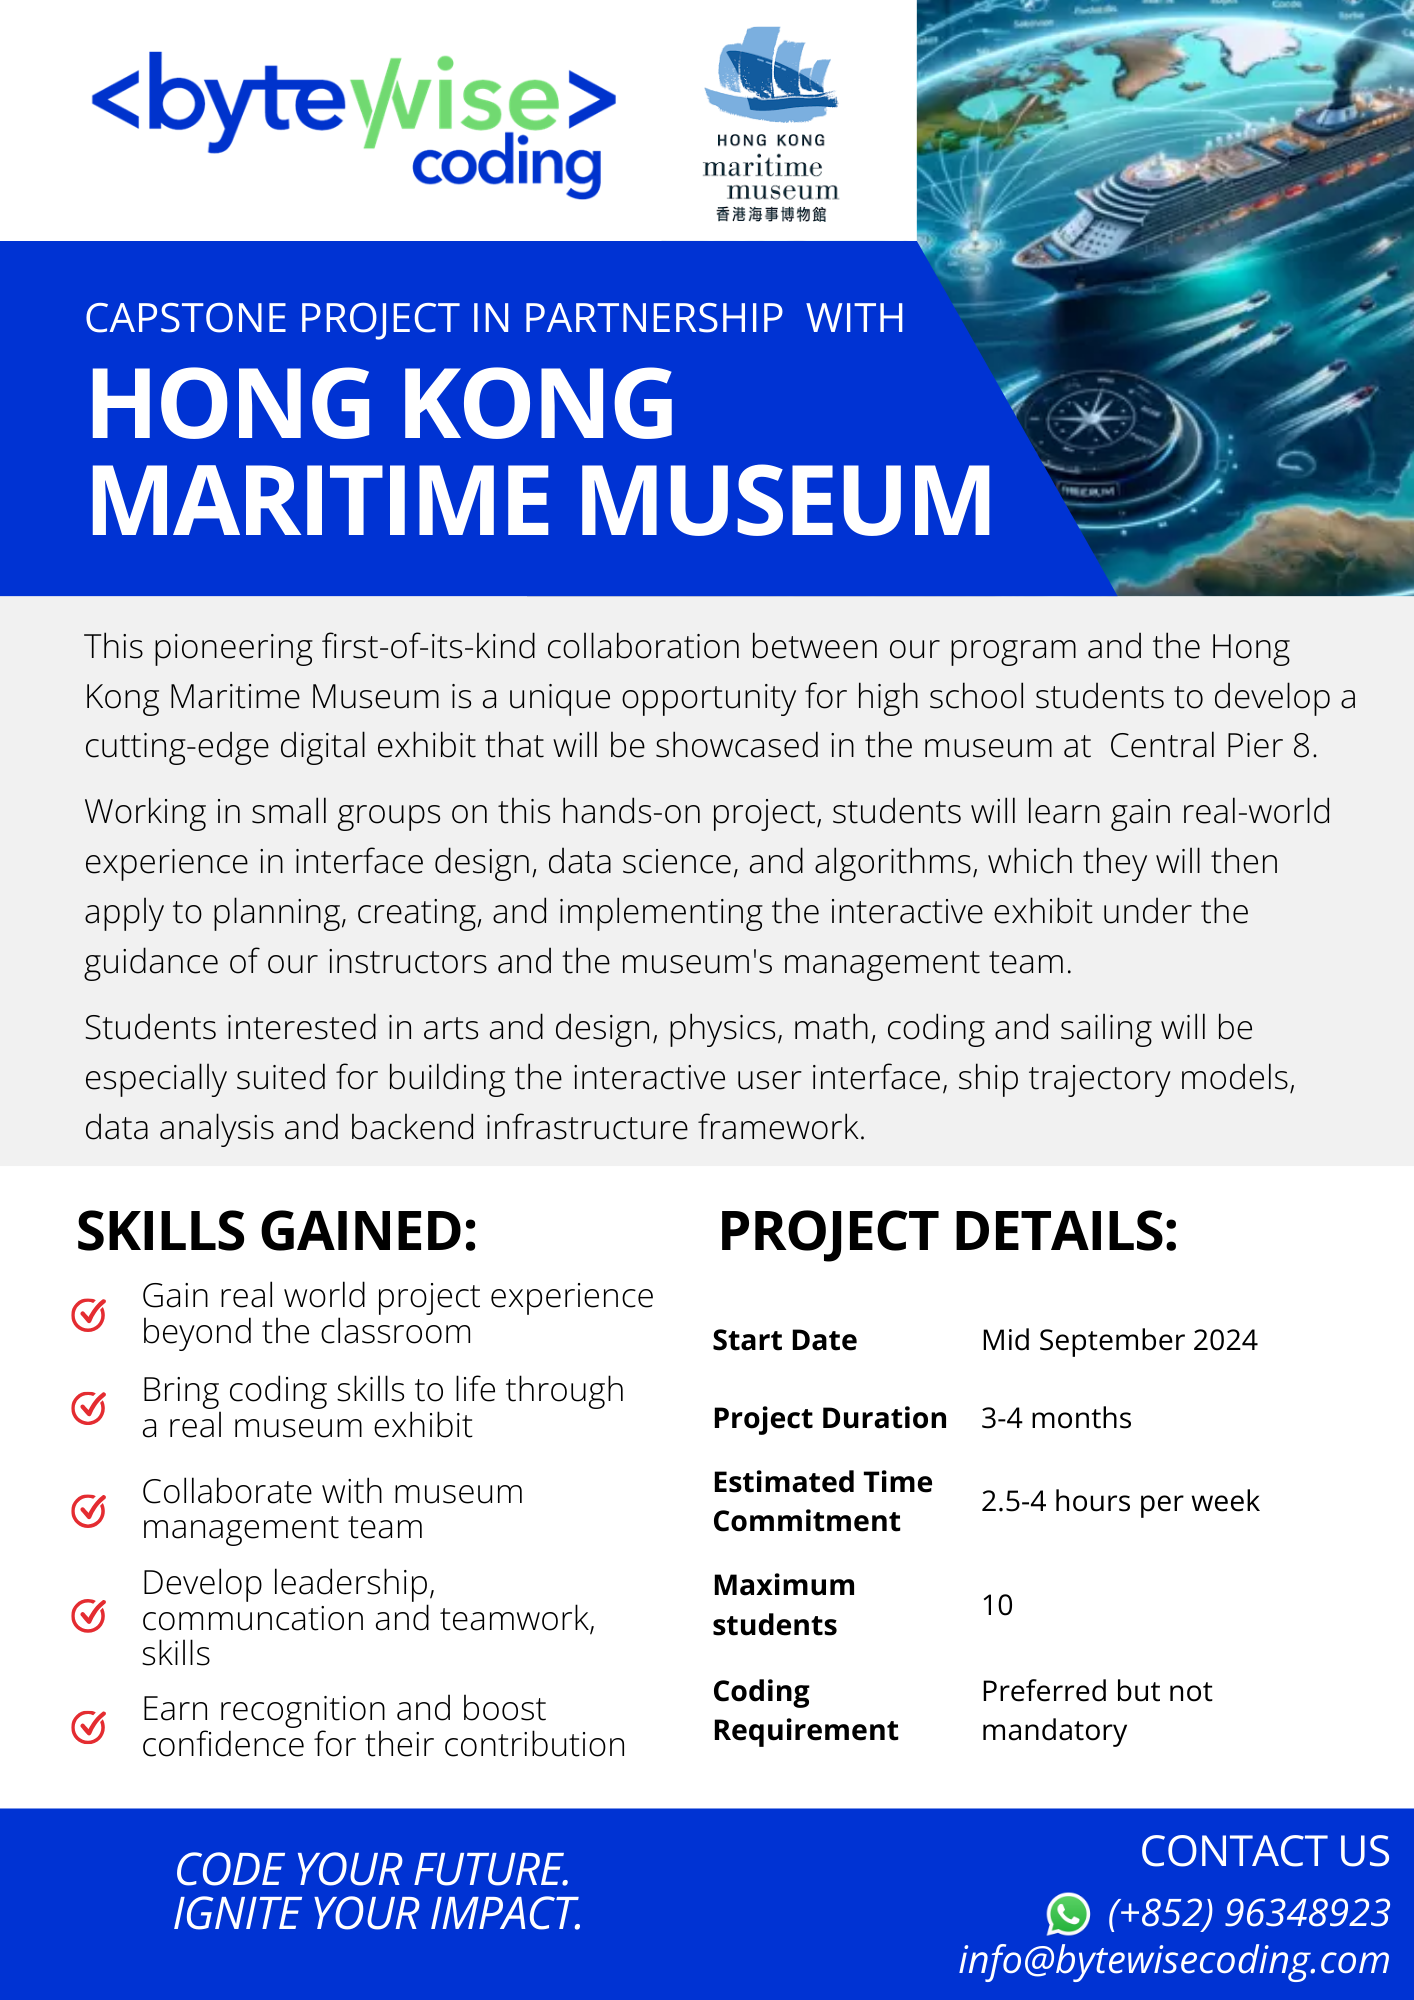 <bytewise>
coding
HONG KONG
maritime
museum
香港海事博物館
CAPSTONE PROJECT IN PARTNERSHIP  WITH
HONG KONG
MARITIME MUSEUM
This pioneering first-of-its-kind collaboration between our program and the Hong
Kong Maritime Museum is a unique opportunity for high school students to develop a
cutting-edge digital exhibit that will be showcased in the museum at  Central Pier 8.
Working in small groups on this hands-on project, students will learn gain real-world
experience in interface design, data science, and algorithms, which they will then
apply to planning, creating, and implementing the interactive exhibit under the
guidance of our instructors and the museum's management team.
Students interested in arts and design, physics, math, coding and sailing will be
especially suited for building the interactive user interface, ship trajectory models,
data analysis and backend infrastructure framework.
SKILLS GAINED:
Gain real world project experience
beyond the classroom
Bring coding skills to life through
a real museum exhibit
Collaborate with museum
management team
Develop leadership,
communcation and teamwork,
skills
Earn recognition and boost
confidence for their contribution
PROJECT DETAILS:
Start Date Mid September 2024
Project Duration 3-4 months
Estimated Time
Commitment
2.5-4 hours per week
Maximum
students
10
Coding
Requirement
Preferred but not
mandatory
CODE YOUR FUTURE.
IGNITE YOUR IMPACT.
CONTACT US
(+852) 96348923
info@bytewisecoding.com